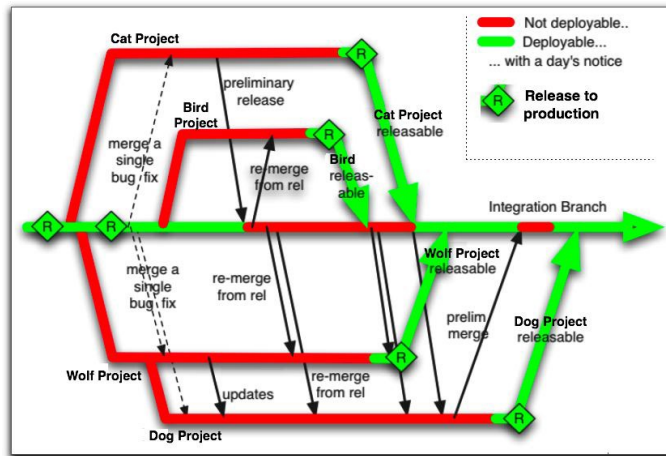 Cat Project
Not deployable..
Deployable...
... with a day's notice
R
Release to
production
R
preliminary
release
Bird
Project
Cat Project
releasable
merge a
single
bug fix
R
Bird
releas-
able
re-merge
from rel
Integration Branch
R
R
merge a
single
bug fix
re-merge
from rel
Wolf Project
releasable
prelim
merge
Dog Project
releasable
R
Wolf Project
updates
re-merge
from rel
R
Dog Project